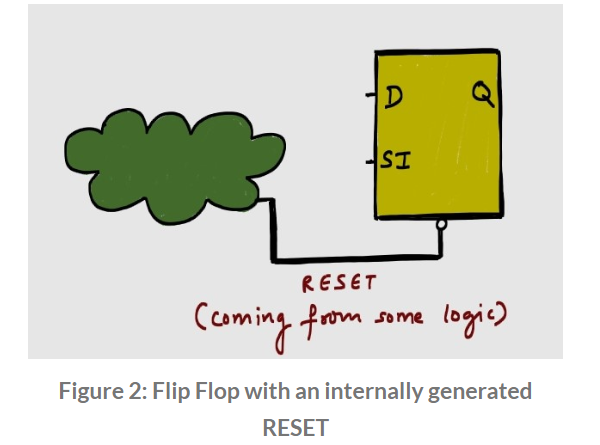 D
Q
SI
RESET
(coming from some logic)
Figure 2: Flip Flop with an internally generated
RESET